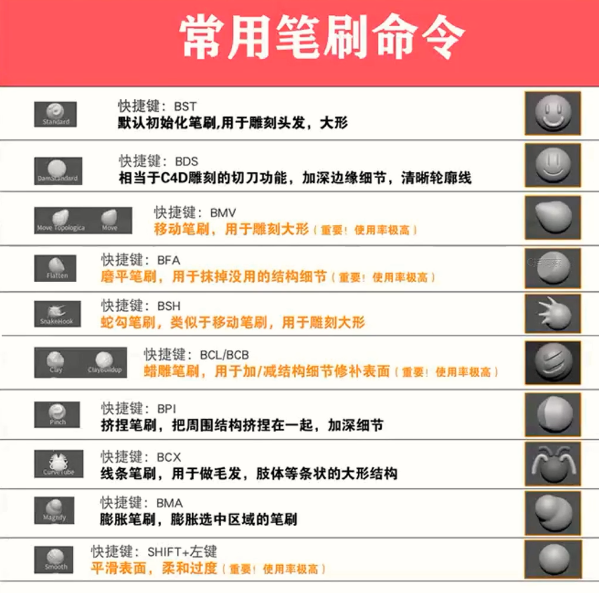 常用笔刷命令
Standard
快捷键：BST
默认初始化笔刷,用于雕刻头发，大形
DamStandard
快捷键：BDS
相当于C4D雕刻的切刀功能，加深边缘细节，清晰轮廓线
Move Topologica Move
快捷键：BMV
移动笔刷，用于雕刻大形（重要！使用率极高）
Flatten
快捷键：BFA
磨平笔刷，用于抹掉没用的结构细节（重要！使用率极高）
SnakeHook
快捷键：BSH
蛇勾笔刷，类似于移动笔刷，用于雕刻大形
Clay ClayBuildup
快捷键：BCL/BCB
蜡雕笔刷，用于加/减结构细节修补表面（重要！使用率极高）
Pinch
快捷键：BPI
挤捏笔刷，把周围结构挤捏在一起，加深细节
CurveTube
快捷键：BCX
线条笔刷，用于做毛发，肢体等条状的大形结构
Magnify
快捷键：BMA
膨胀笔刷，膨胀选中区域的笔刷
Smooth
快捷键：SHIFT+左键
平滑表面，柔和过度（重要！使用率极高）